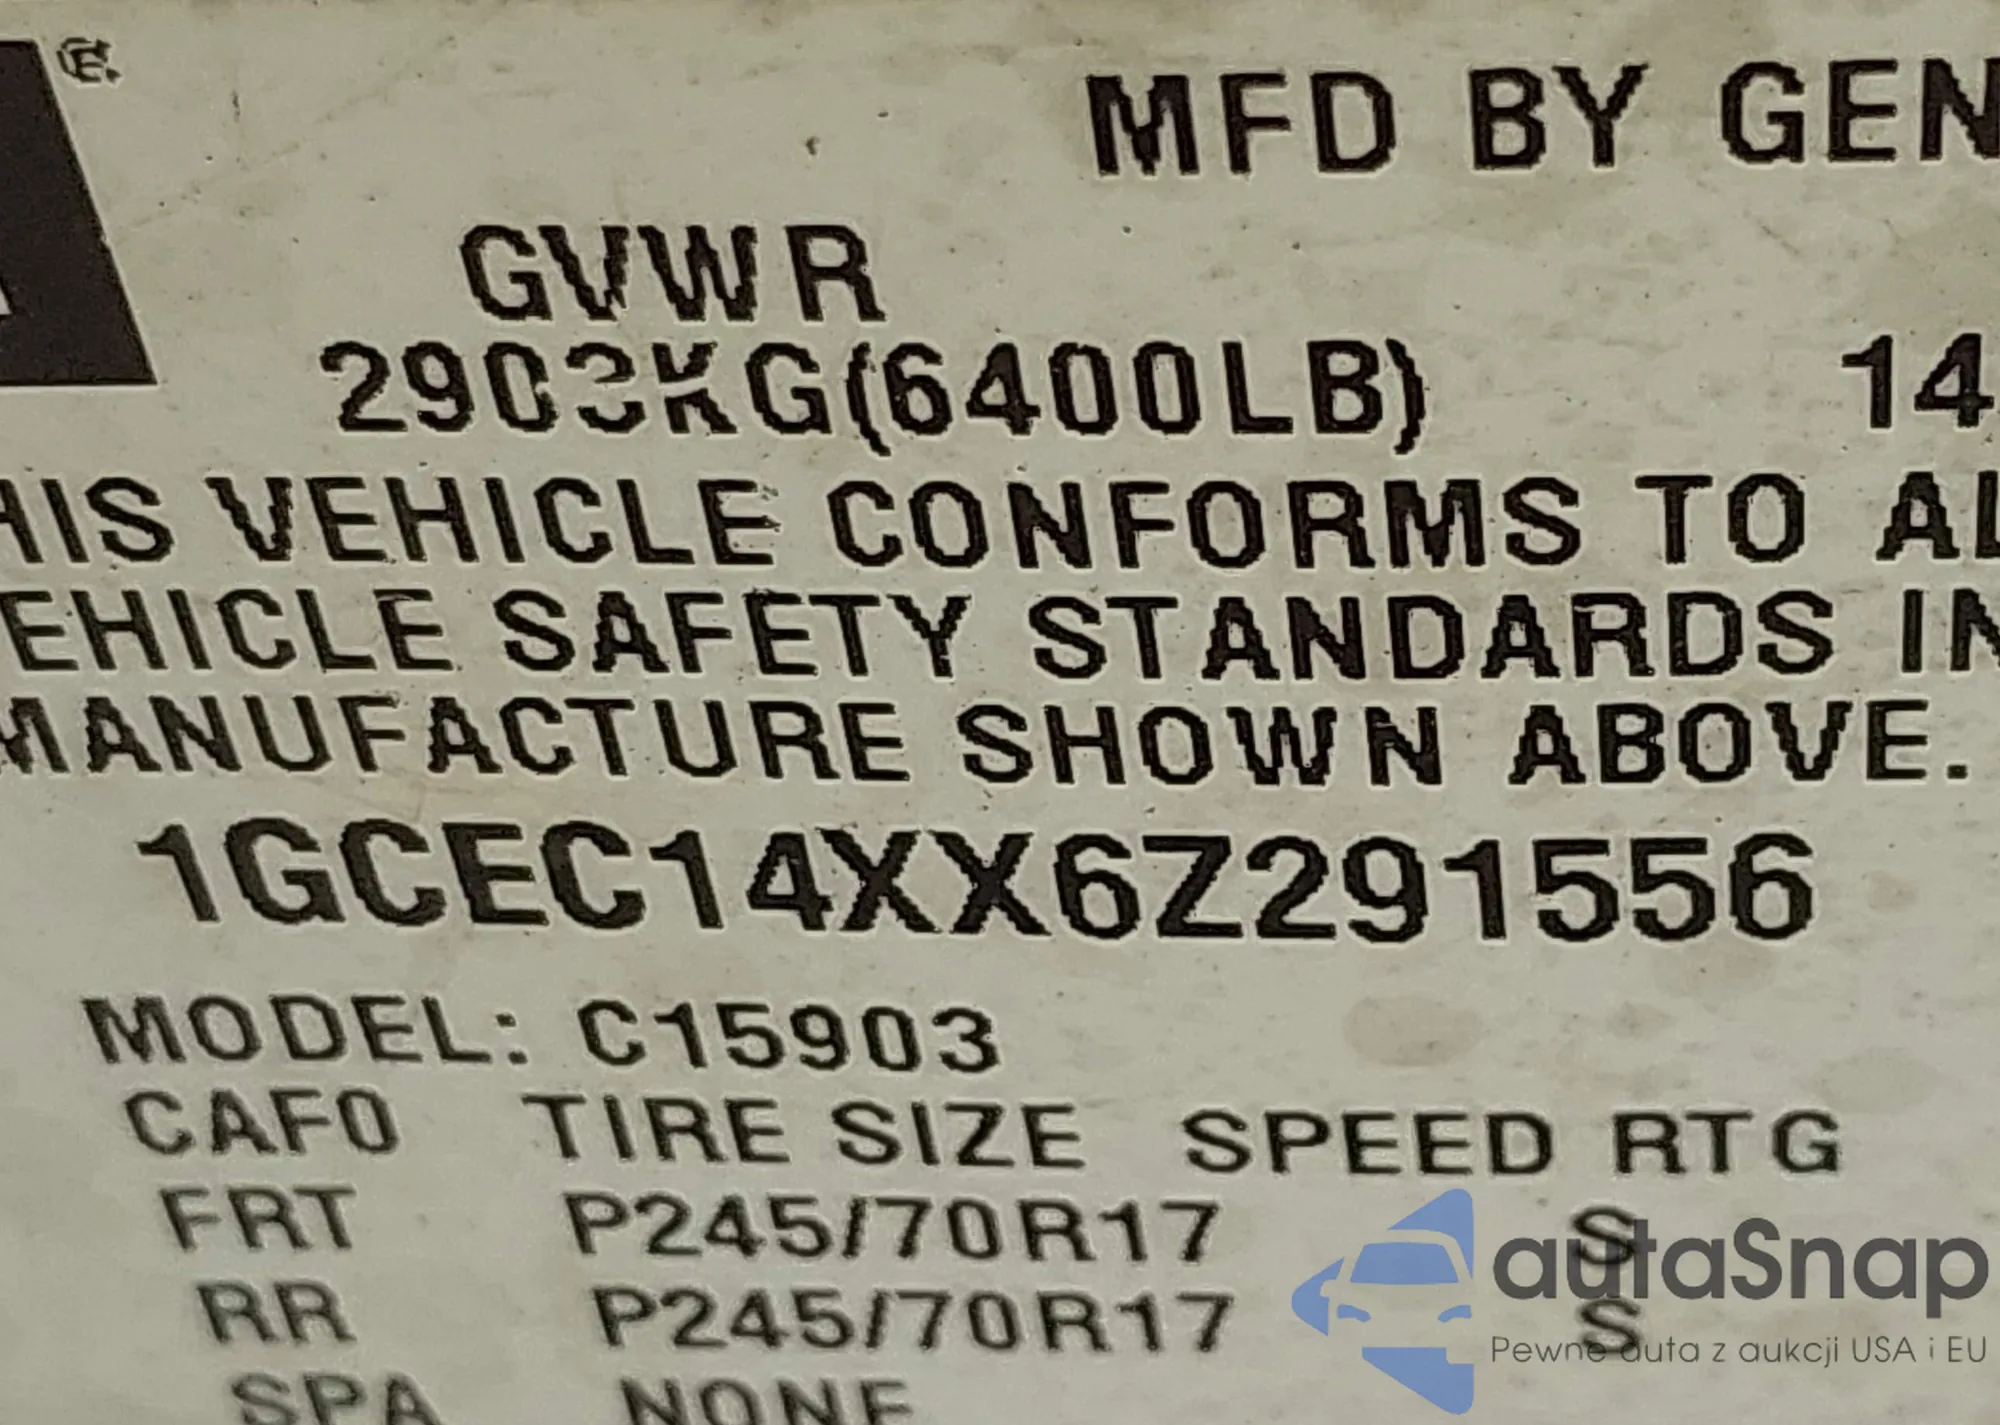 MFD BY GEN
GVWR
2903KG(6400LB) 14
HIS VEHICLE CONFORMS TO AL
EHICLE SAFETY STANDARDS IN
MANUFACTURE SHOWN ABOVE.
1GCEC14XX6Z291556
MODEL: C15903
CAF0 TIRE SIZE SPEED RTG
FRT P245/70R17 S
RR P245/70R17 S
SPA NONE
autaSnap
Pewne auta z aukcji USA i EU